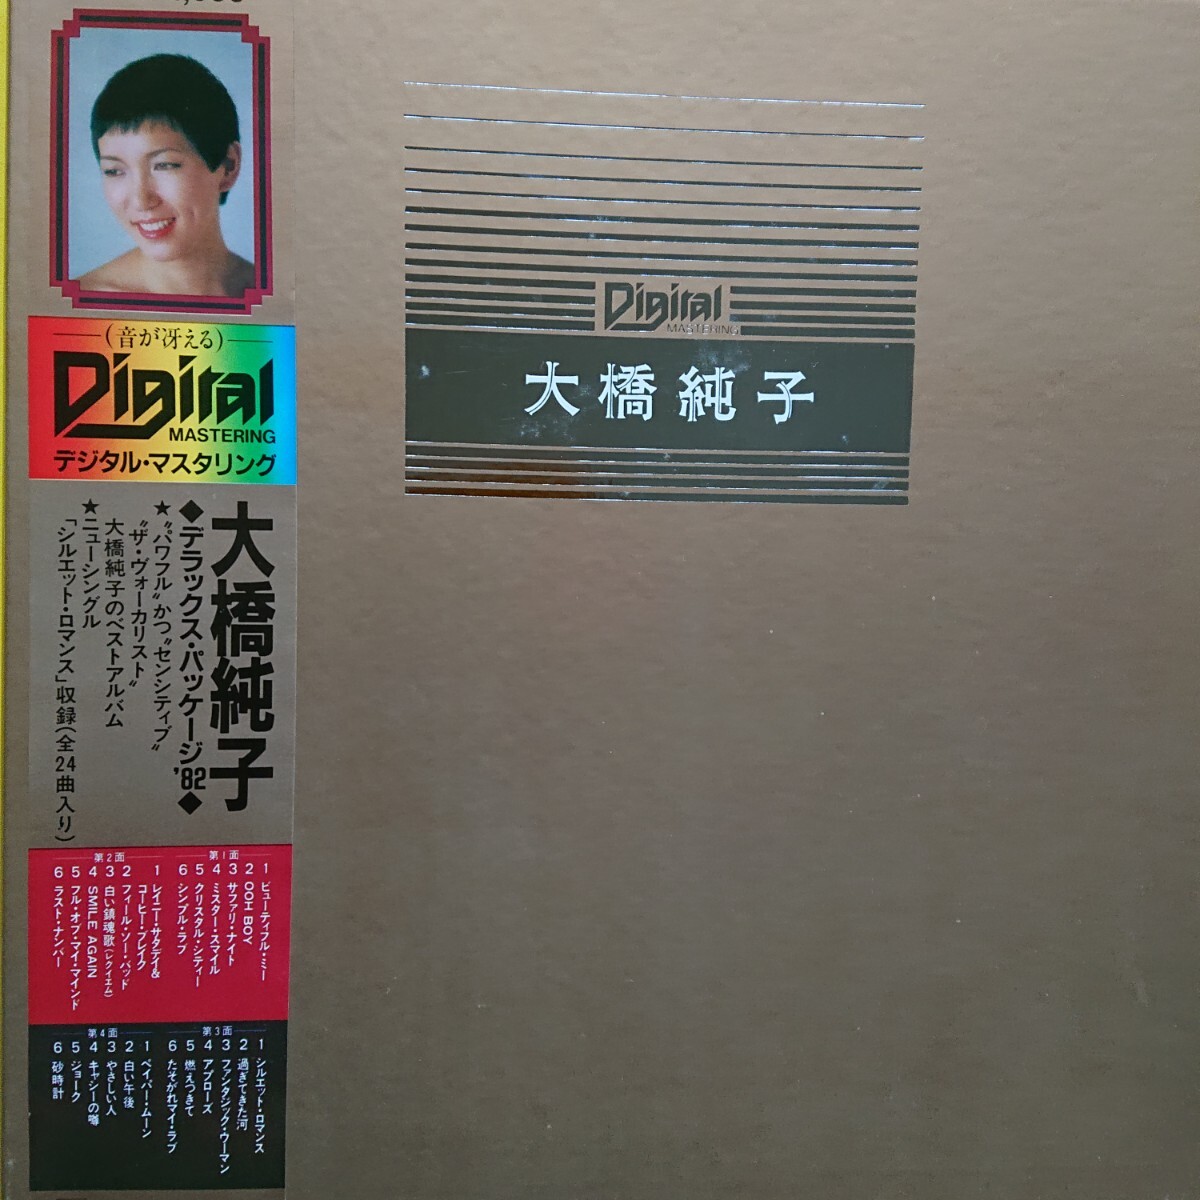 (音が冴える)
Digital
MASTERING
デジタル・マスタリング
大橋純子
◆デラックス・パッケージ'82◆
★“パワフル”かつ“センシティブ”
“ザ・ヴォーカリスト”
大橋純子のベストアルバム
★ニューシングル
「シルエット・ロマンス」収録(全24曲入り)
第1面
1 ビューティフル・ミー
2 OOH BOY
3 サファリ・ナイト
4 ミスター・スマイル
5 クリスタル・シティー
6 シンプル・ラブ
第2面
1 レイニー・サタデイ&
コーヒー・ブレイク
2 フィール・ソー・バッド
3 白い鎮魂歌(レクイエム)
4 SMILE AGAIN
5 フル・オブ・マイ・マインド
6 ラスト・ナンバー
第3面
1 シルエット・ロマンス
2 過ぎてきた河
3 ファンタジック・ウーマン
4 アプローズ
5 燃えつきて
6 たそがれマイ・ラブ
第4面
1 ペイパー・ムーン
2 白い午後
3 やさしい人
4 キャシーの噂
5 ジョーク
6 砂時計
Digital
MASTERING
大橋純子